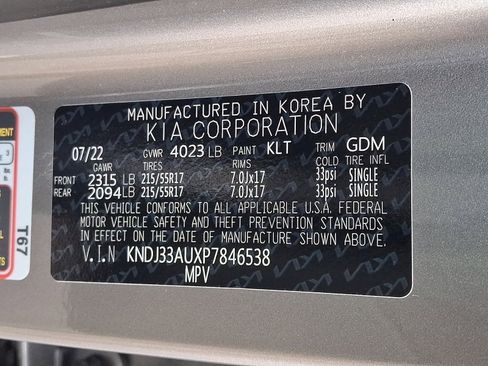 MANUFACTURED IN KOREA BY
KIA CORPORATION
07/22 GVWR 4023 LB PAINT KLT TRIM GDM
GAWR TIRES RIMS COLD TIRE INFL
FRONT 2315 LB 215/55R17 7.0Jx17 33psi SINGLE
REAR 2094 LB 215/55R17 7.0Jx17 33psi SINGLE
THIS VEHICLE CONFORMS TO ALL APPLICABLE U.S.A. FEDERAL
MOTOR VEHICLE SAFETY AND THEFT PREVENTION STANDARDS
IN EFFECT ON THE DATE OF MANUFACTURE SHOWN ABOVE.
V.I.N KNDJ33AUXP7846538
MPV
T67